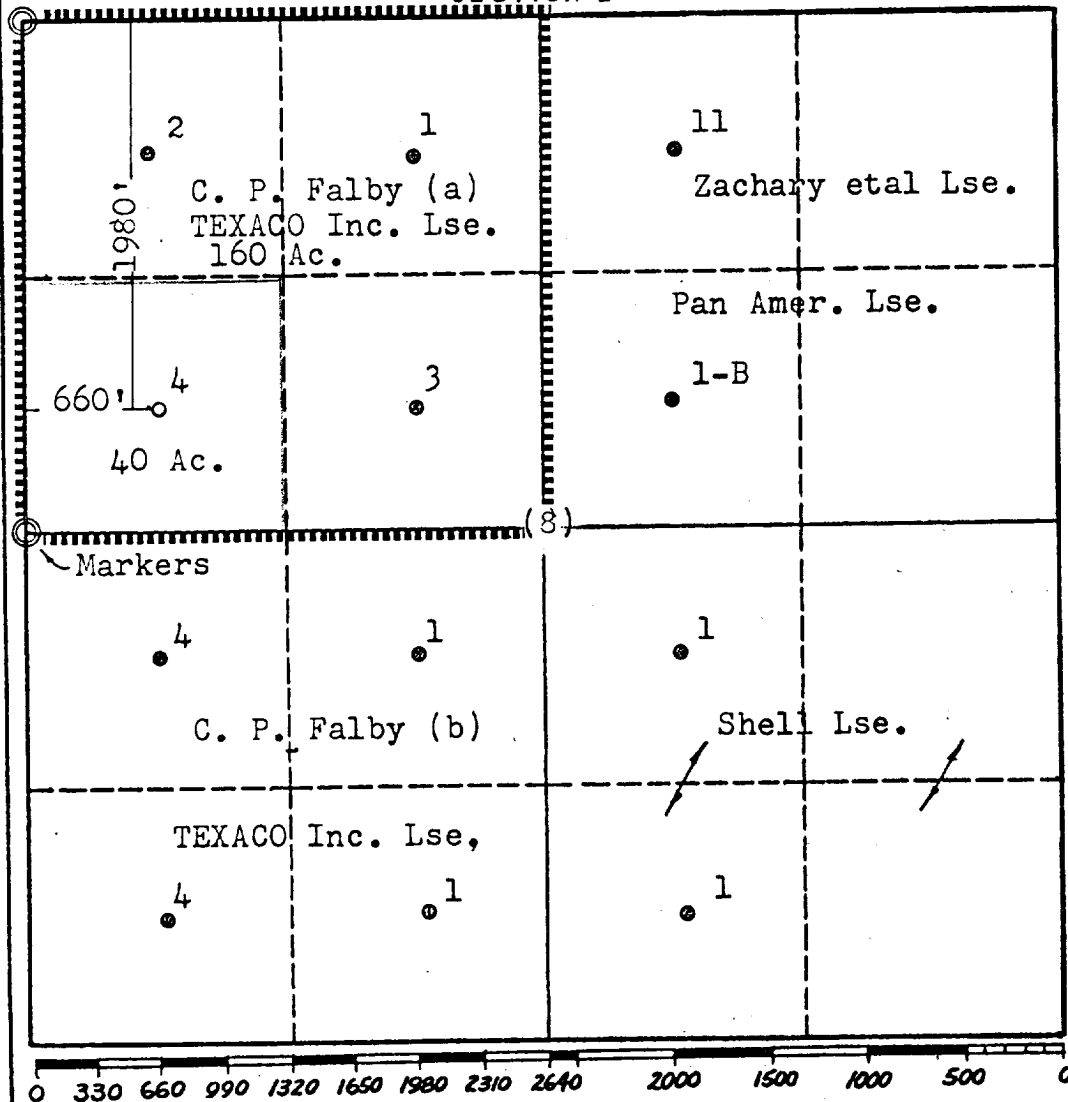 2
1
11
C. P. Falby (a)
Zachary etal Lse.
TEXACO Inc. Lse.
160 Ac.
1980'
Pan Amer. Lse.
660'
4
3
1-B
40 Ac.
(8)
Markers
4
1
1
C. P. Falby (b)
Shell Lse.
TEXACO Inc. Lse,
4
1
1
0 330 660 990 1320 1650 1980 2310 2640 2000 1500 1000 500 0